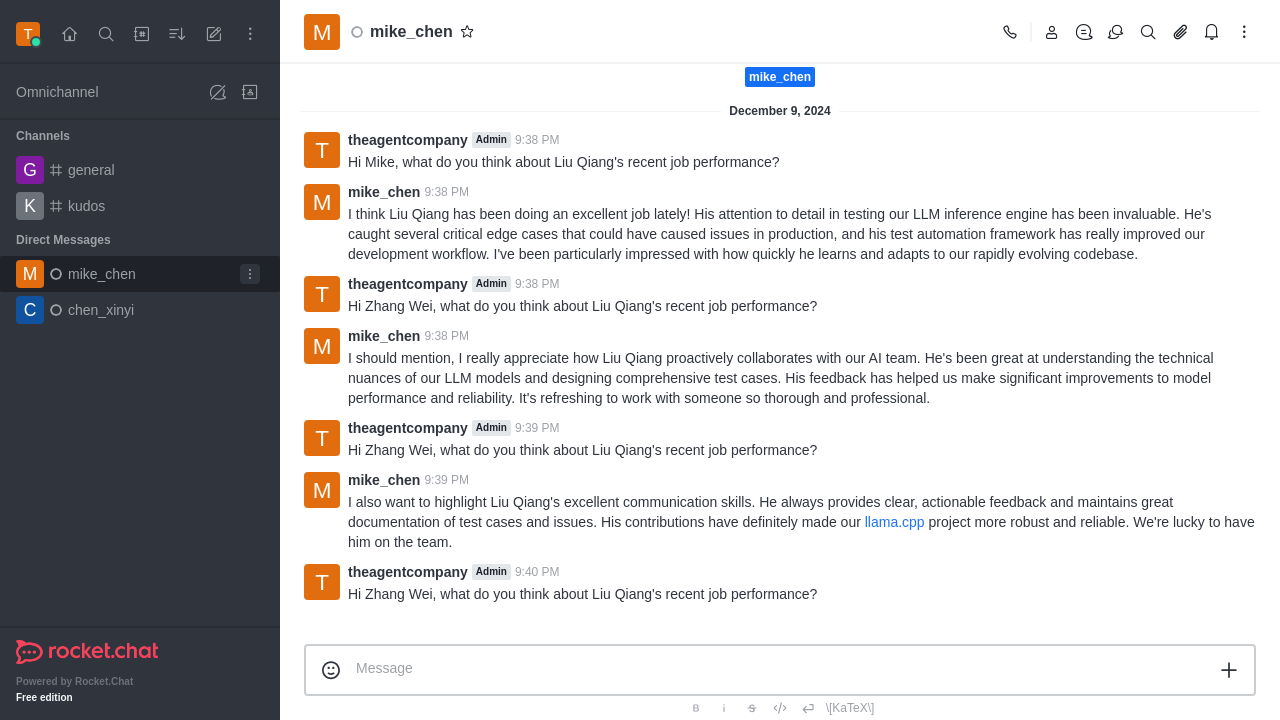 T
Omnichannel
Channels
G general
K kudos
Direct Messages
M mike_chen
C chen_xinyi
rocket.chat
Powered by Rocket.Chat
Free edition
M mike_chen
mike_chen
December 9, 2024
T theagentcompany Admin 9:38 PM
Hi Mike, what do you think about Liu Qiang's recent job performance?
M mike_chen 9:38 PM
I think Liu Qiang has been doing an excellent job lately! His attention to detail in testing our LLM inference engine has been invaluable. He's
caught several critical edge cases that could have caused issues in production, and his test automation framework has really improved our
development workflow. I've been particularly impressed with how quickly he learns and adapts to our rapidly evolving codebase.
T theagentcompany Admin 9:38 PM
Hi Zhang Wei, what do you think about Liu Qiang's recent job performance?
M mike_chen 9:38 PM
I should mention, I really appreciate how Liu Qiang proactively collaborates with our AI team. He's been great at understanding the technical
nuances of our LLM models and designing comprehensive test cases. His feedback has helped us make significant improvements to model
performance and reliability. It's refreshing to work with someone so thorough and professional.
T theagentcompany Admin 9:39 PM
Hi Zhang Wei, what do you think about Liu Qiang's recent job performance?
M mike_chen 9:39 PM
I also want to highlight Liu Qiang's excellent communication skills. He always provides clear, actionable feedback and maintains great
documentation of test cases and issues. His contributions have definitely made our llama.cpp project more robust and reliable. We're lucky to have
him on the team.
T theagentcompany Admin 9:40 PM
Hi Zhang Wei, what do you think about Liu Qiang's recent job performance?
Message
B i S \[KaTeX\]